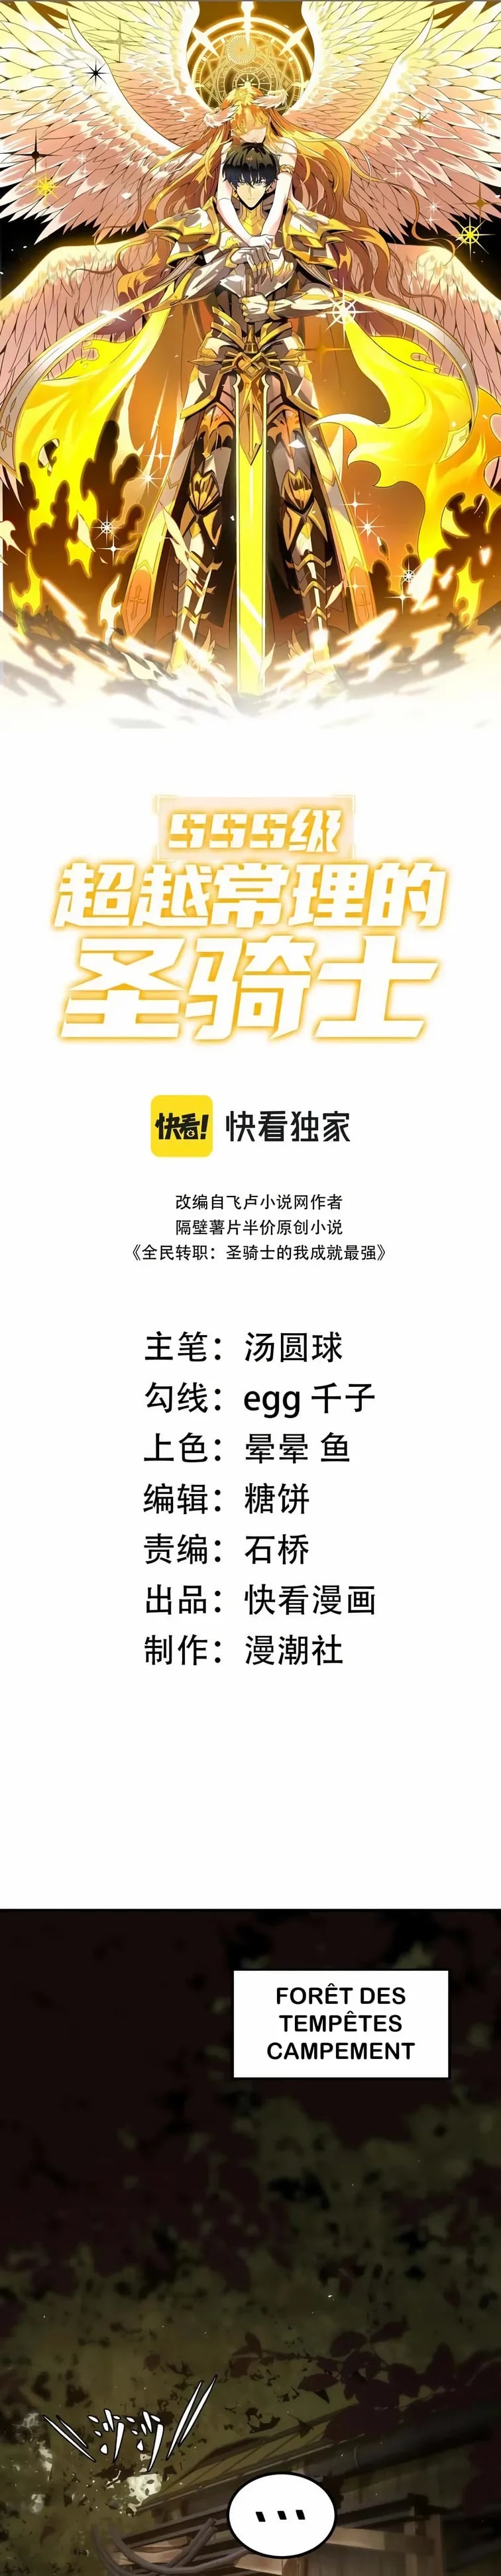 SSS级
超越常理的
圣骑士
快看!
快看独家
改编自飞卢小说网作者
隔壁薯片半价原创小说
《全民转职：圣骑士的我成就最强》
主笔：汤圆球
勾线：egg 千子
上色：晕晕 鱼
编辑：糖饼
责编：石桥
出品：快看漫画
制作：漫潮社
FORÊT DES
TEMPÊTES
CAMPEMENT
沙沙
...